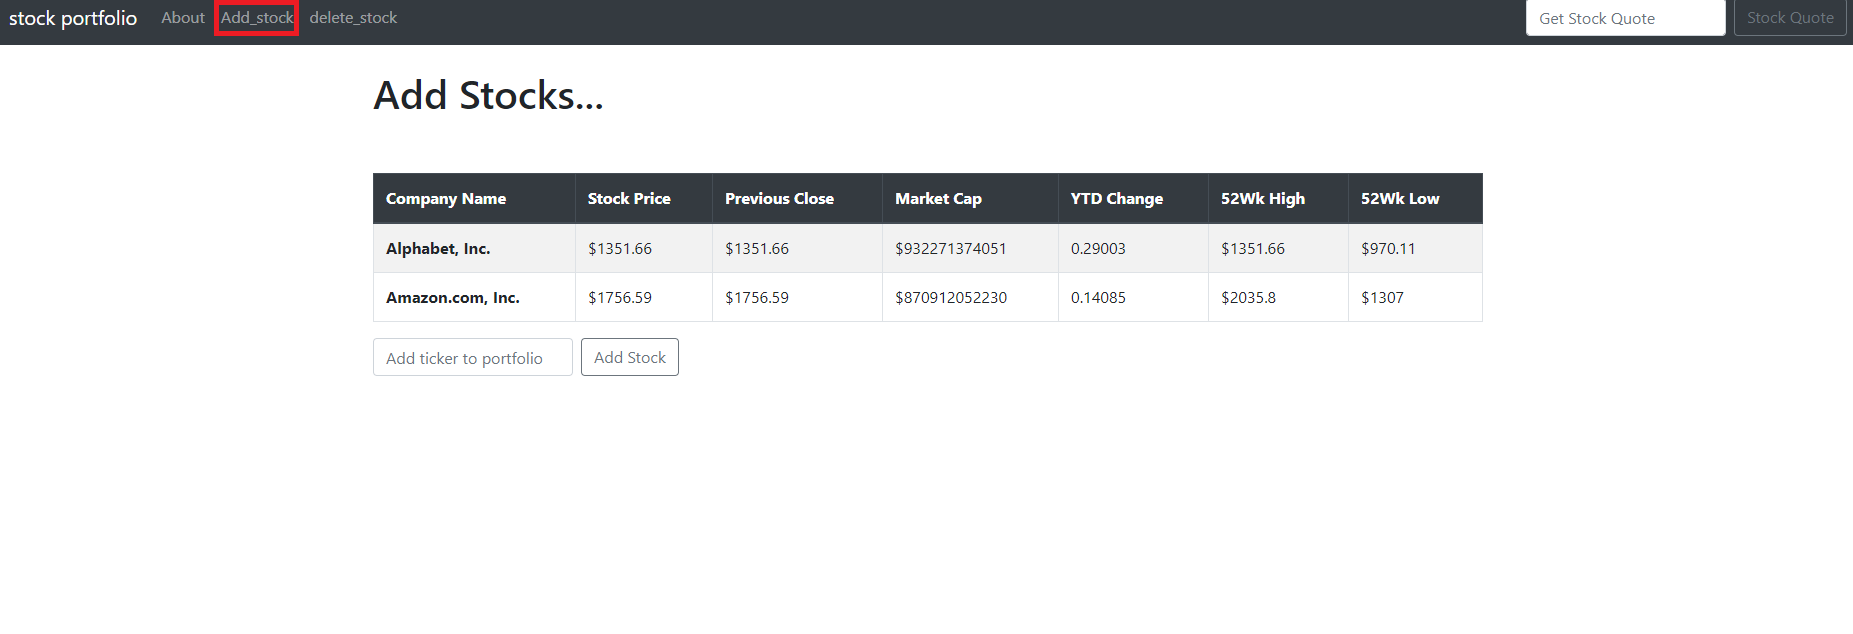 stock portfolio About Add_stock delete_stock Get Stock Quote Stock Quote
Add Stocks...
Company Name Stock Price Previous Close Market Cap YTD Change 52Wk High 52Wk Low
Alphabet, Inc. $1351.66 $1351.66 $932271374051 0.29003 $1351.66 $970.11
Amazon.com, Inc. $1756.59 $1756.59 $870912052230 0.14085 $2035.8 $1307
Add ticker to portfolio Add Stock